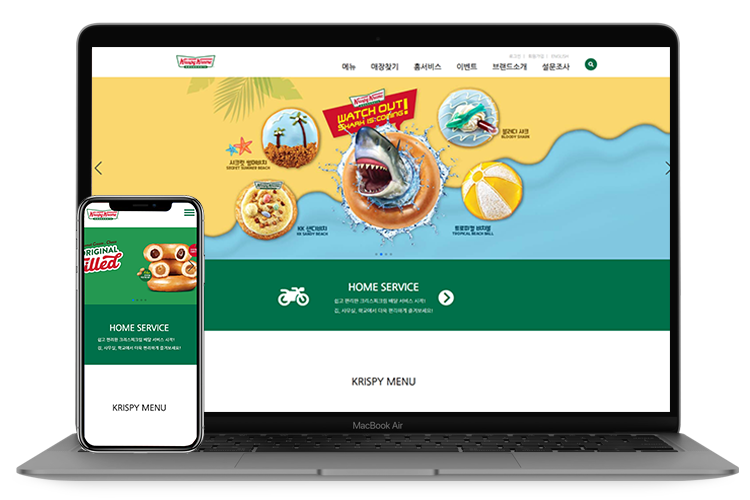 로그인 | 회원가입 | ENGLISH
Krispy Kreme
DOUGHNUTS
메뉴 매장찾기 홈서비스 이벤트 브랜드소개 설문조사
Krispy Kreme
WATCH OUT!
SHARK IS COMING!
블러디 샤크
BLOODY SHARK
SWEET SUMMER BEACH
KK 샌디비치
KK SANDY BEACH
트로피컬 비치볼
TROPICAL BEACH BALL
HOME SERVICE
쉽고 편리한 크리스피크림 배달 서비스 시작!
집, 사무실, 학교에서 더욱 편리하게 즐겨보세요!
KRISPY MENU
MacBook Air
Krispy Kreme
ORIGINAL
filled
HOME SERVICE
쉽고 편리한 크리스피크림 배달 서비스 시작!
집, 사무실, 학교에서 더욱 편리하게 즐겨보세요!
KRISPY MENU